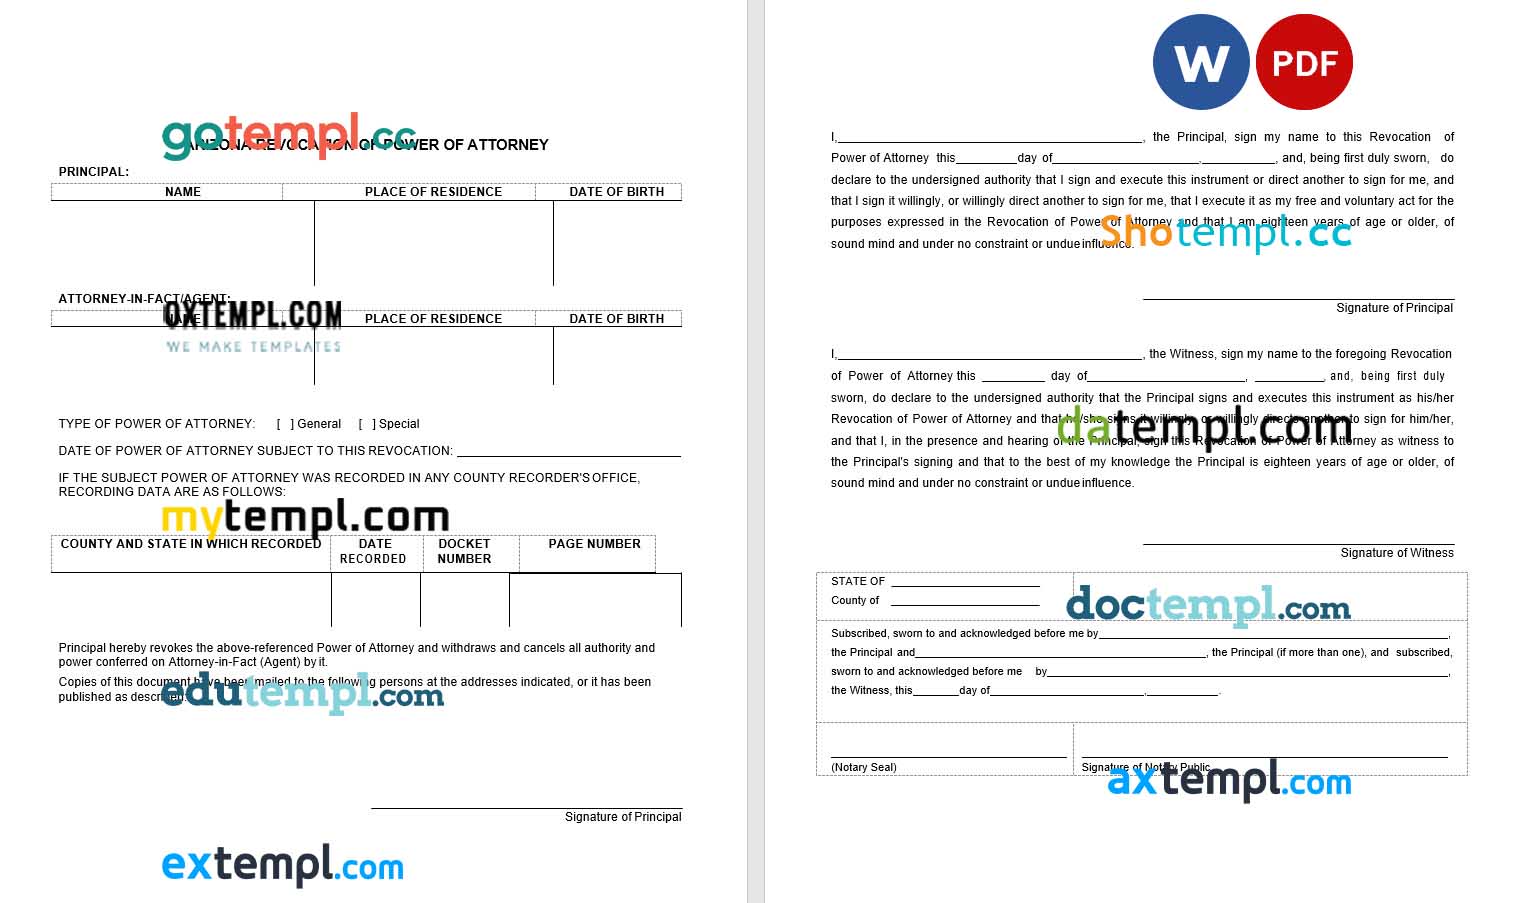 gotempl.cc
ARIZONA REVOCATION OF POWER OF ATTORNEY
PRINCIPAL:
NAME PLACE OF RESIDENCE DATE OF BIRTH
ATTORNEY-IN-FACT/AGENT:
OXTEMPL.COM
NAME PLACE OF RESIDENCE DATE OF BIRTH
WE MAKE TEMPLATES
TYPE OF POWER OF ATTORNEY: [ ] General [ ] Special
DATE OF POWER OF ATTORNEY SUBJECT TO THIS REVOCATION:
IF THE SUBJECT POWER OF ATTORNEY WAS RECORDED IN ANY COUNTY RECORDER'S OFFICE,
RECORDING DATA ARE AS FOLLOWS:
mytempl.com
COUNTY AND STATE IN WHICH RECORDED DATE RECORDED DOCKET NUMBER PAGE NUMBER
Principal hereby revokes the above-referenced Power of Attorney and withdraws and cancels all authority and
power conferred on Attorney-in-Fact (Agent) by it.
Copies of this document have been mailed to the following persons at the addresses indicated, or it has been
published as described:
edutempl.com
Signature of Principal
extempl.com
W PDF
I,________, the Principal, sign my name to this Revocation of
Power of Attorney this________day of________,________, and, being first duly sworn, do
declare to the undersigned authority that I sign and execute this instrument or direct another to sign for me, and
that I sign it willingly, or willingly direct another to sign for me, that I execute it as my free and voluntary act for the
purposes expressed in the Revocation of Power of Attorney and that I am eighteen years of age or older, of
sound mind and under no constraint or undue influence.
Shotempl.cc
Signature of Principal
I,________, the Witness, sign my name to the foregoing Revocation
of Power of Attorney this ________ day of________, ________, and, being first duly
sworn, do declare to the undersigned authority that the Principal signs and executes this instrument as his/her
Revocation of Power of Attorney and that he/she signs it willingly, or willingly directs another to sign for him/her,
and that I, in the presence and hearing of the Principal, sign this Revocation of Power of Attorney as witness to
the Principal's signing and that to the best of my knowledge the Principal is eighteen years of age or older, of
sound mind and under no constraint or undue influence.
datempl.com
Signature of Witness
STATE OF
County of
doctempl.com
Subscribed, sworn to and acknowledged before me by________,
the Principal and________, the Principal (if more than one), and subscribed,
sworn to and acknowledged before me by________,
the Witness, this________day of________,________.
(Notary Seal) Signature of Notary Public
axtempl.com